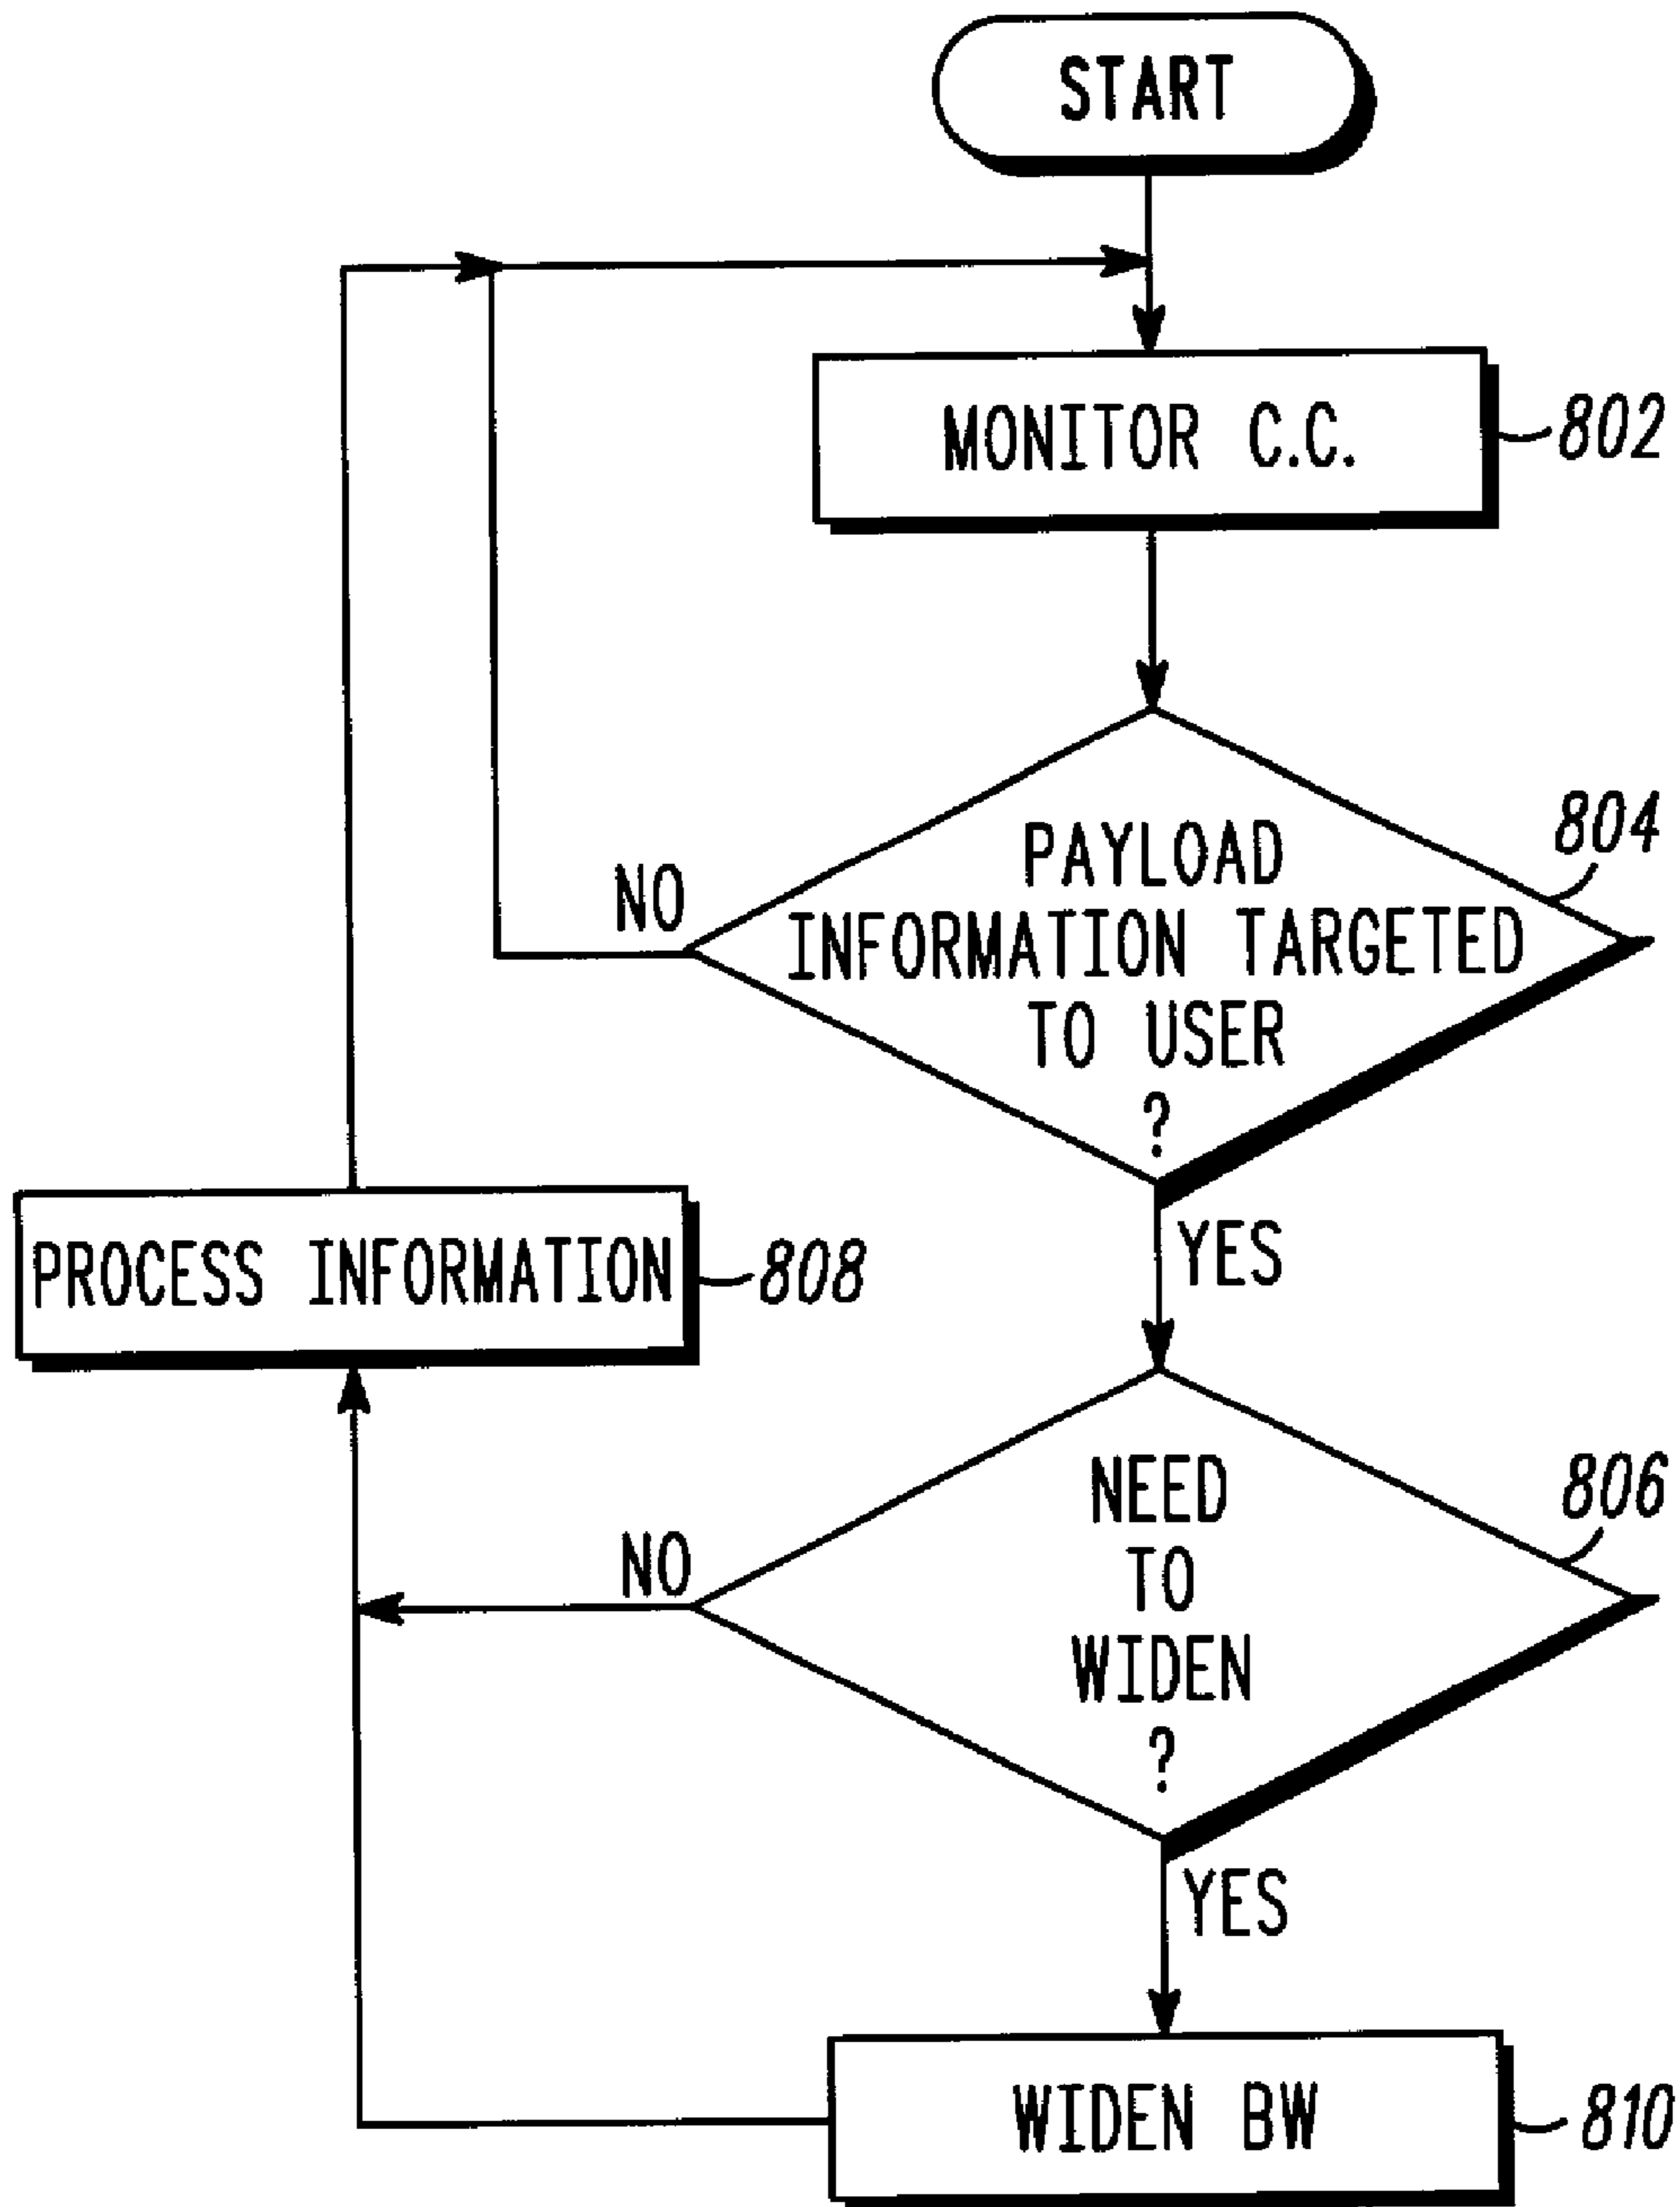 START
MONITOR C.C.
802
804
PAYLOAD
INFORMATION TARGETED
TO USER
?
NO
YES
PROCESS INFORMATION
808
806
NEED
TO
WIDEN
?
NO
YES
WIDEN BW
810